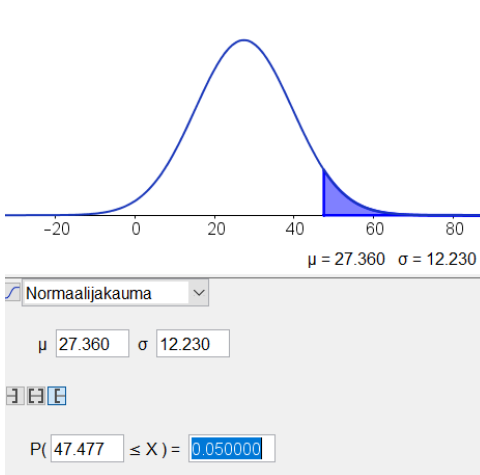 −20 0 20 40 60 80
μ = 27.360 σ = 12.230
Normaalijakauma
μ 27.360 σ 12.230
P( 47.477 ≤ X ) = 0.050000